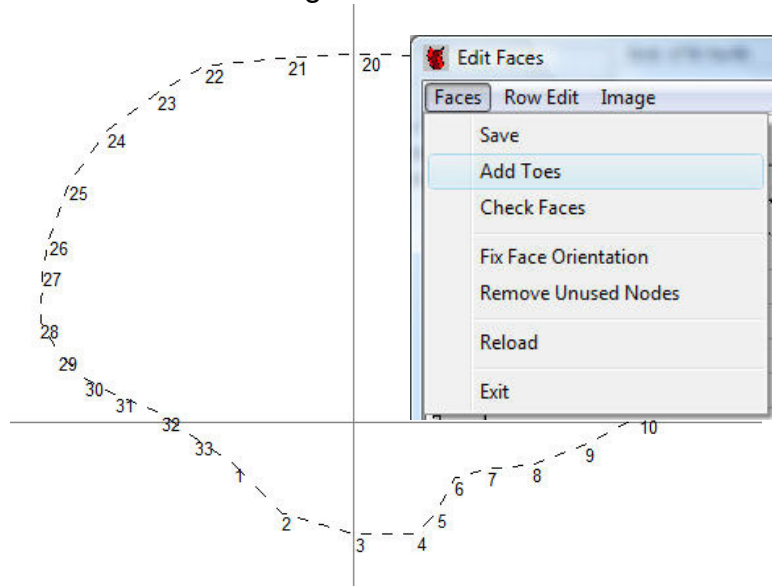 22
21
20
23
24
25
26
27
28
29
30
31
32
33
1
2
3
4
5
6
7
8
9
10
Edit Faces
Faces Row Edit Image
Save
Add Toes
Check Faces
Fix Face Orientation
Remove Unused Nodes
Reload
Exit